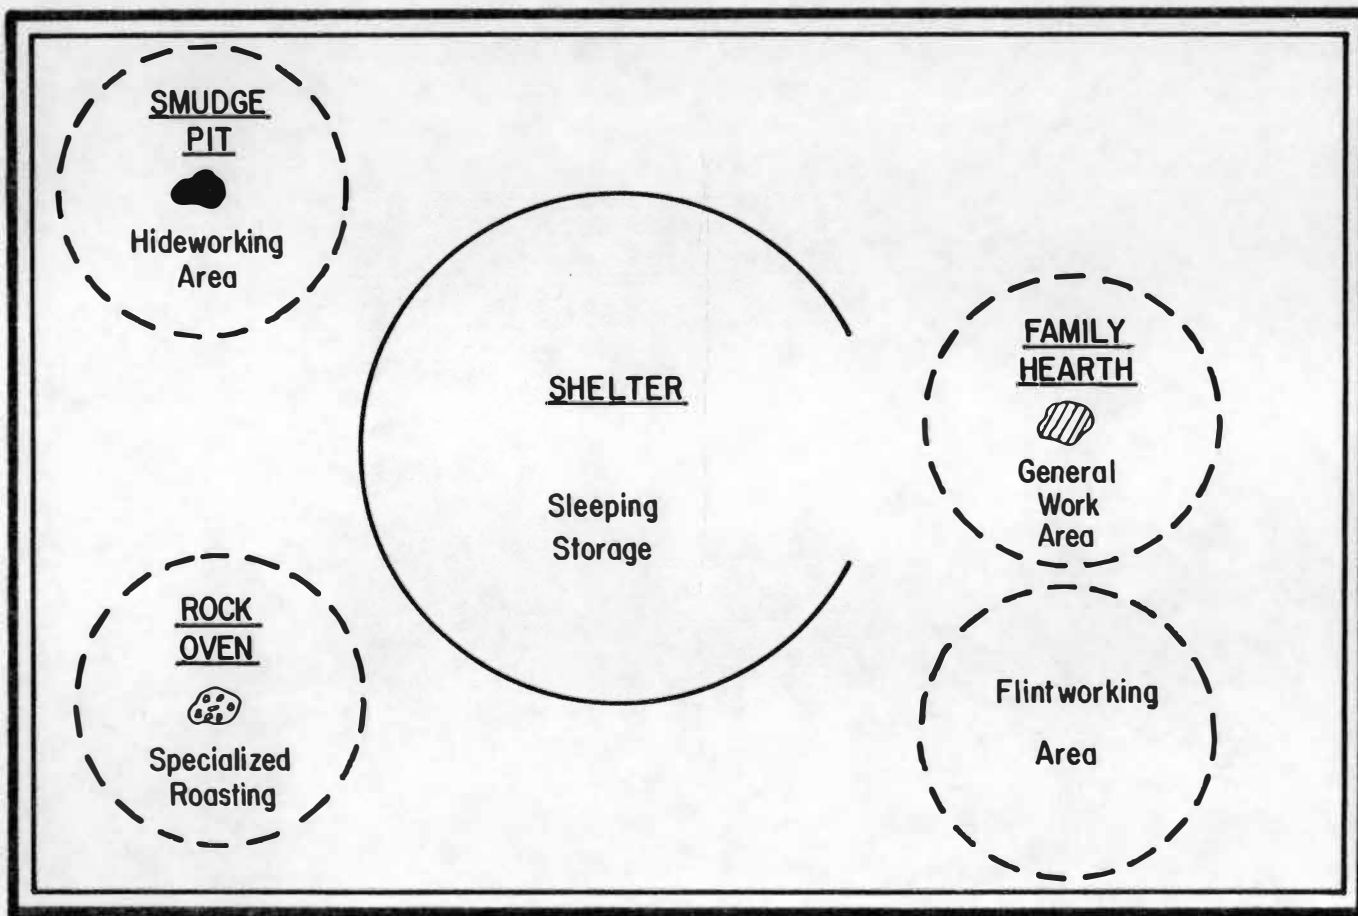 SMUDGE
PIT
Hideworking
Area
SHELTER
Sleeping
Storage
FAMILY
HEARTH
General
Work
Area
ROCK
OVEN
Specialized
Roasting
Flintworking
Area